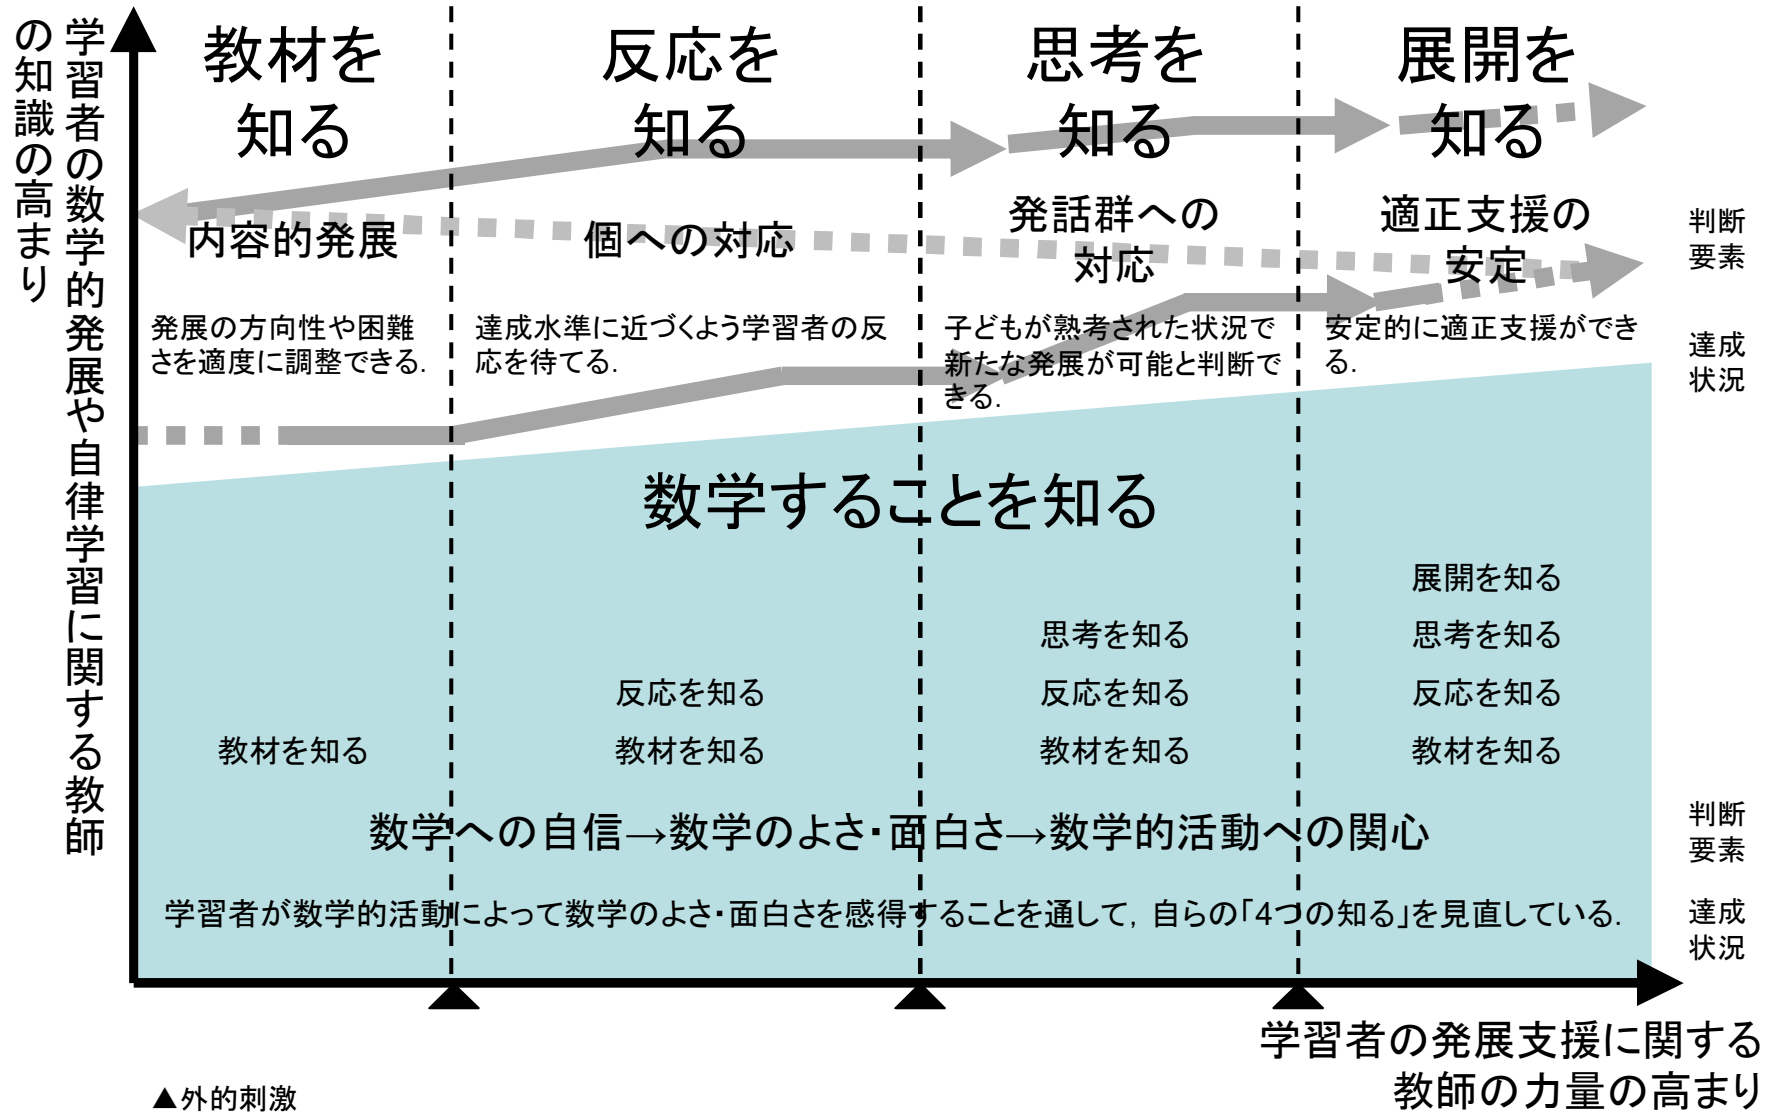 学習者の数学的発展や自律学習に関する教師
の知識の高まり
教材を
知る
反応を
知る
思考を
知る
展開を
知る
内容的発展
個への対応
発話群への
対応
適正支援の
安定
判断
要素
発展の方向性や困難
さを適度に調整できる.
達成水準に近づくよう学習者の反
応を待てる.
子どもが熟考された状況で
新たな発展が可能と判断で
きる.
安定的に適正支援ができ
る.
達成
状況
数学することを知る
展開を知る
思考を知る
思考を知る
反応を知る
反応を知る
反応を知る
教材を知る
教材を知る
教材を知る
教材を知る
数学への自信→数学のよさ・面白さ→数学的活動への関心
判断
要素
学習者が数学的活動によって数学のよさ・面白さを感得することを通して, 自らの「4つの知る」を見直している.
達成
状況
学習者の発展支援に関する
教師の力量の高まり
▲外的刺激